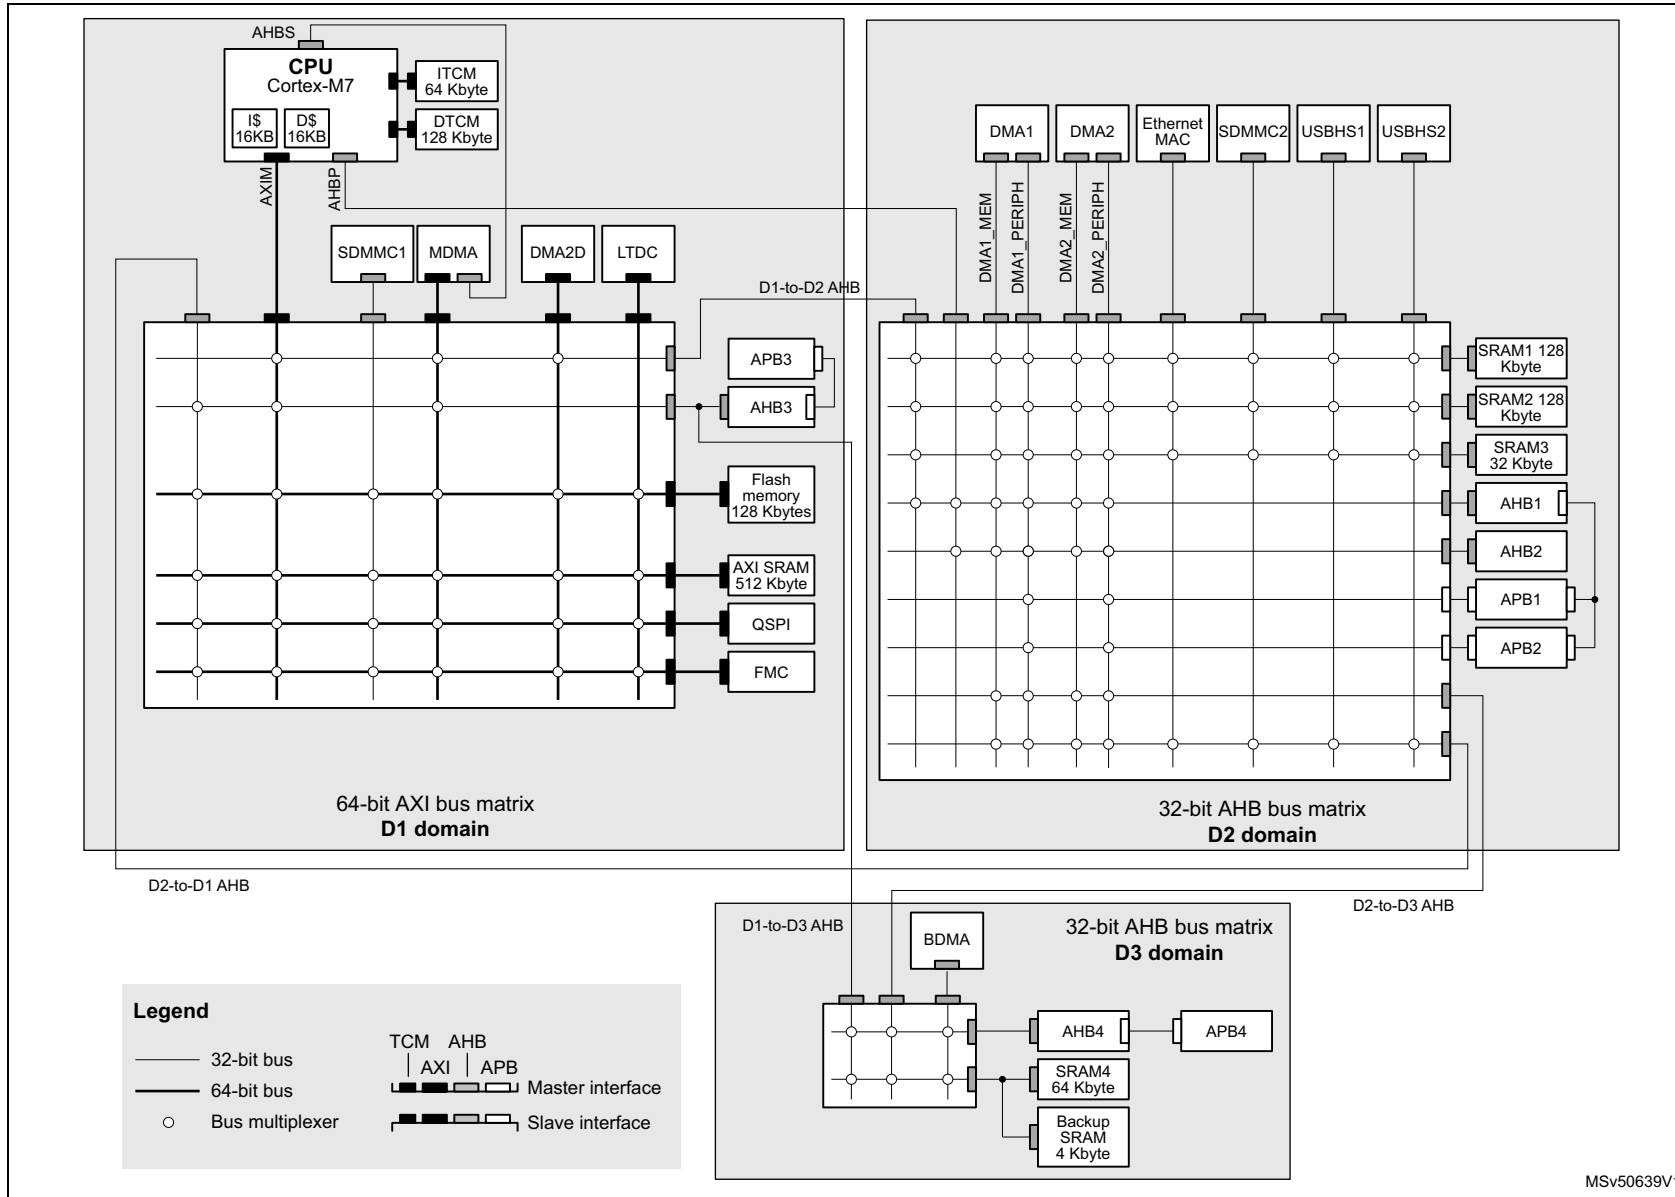 AHBS
CPU
Cortex-M7
I$
16KB
D$
16KB
ITCM
64 Kbyte
DTCM
128 Kbyte
AXIM
AHBP
SDMMC1
MDMA
DMA2D
LTDC
D1-to-D2 AHB
APB3
AHB3
Flash
memory
128 Kbytes
AXI SRAM
512 Kbyte
QSPI
FMC
64-bit AXI bus matrix
D1 domain
DMA1
DMA2
Ethernet
MAC
SDMMC2
USBHS1
USBHS2
DMA1_MEM
DMA1_PERIPH
DMA2_MEM
DMA2_PERIPH
SRAM1 128
Kbyte
SRAM2 128
Kbyte
SRAM3
32 Kbyte
AHB1
AHB2
APB1
APB2
32-bit AHB bus matrix
D2 domain
D2-to-D1 AHB
D2-to-D3 AHB
D1-to-D3 AHB
BDMA
32-bit AHB bus matrix
D3 domain
AHB4
APB4
SRAM4
64 Kbyte
Backup
SRAM
4 Kbyte
Legend
32-bit bus
64-bit bus
Bus multiplexer
TCM
AHB
AXI
APB
Master interface
Slave interface